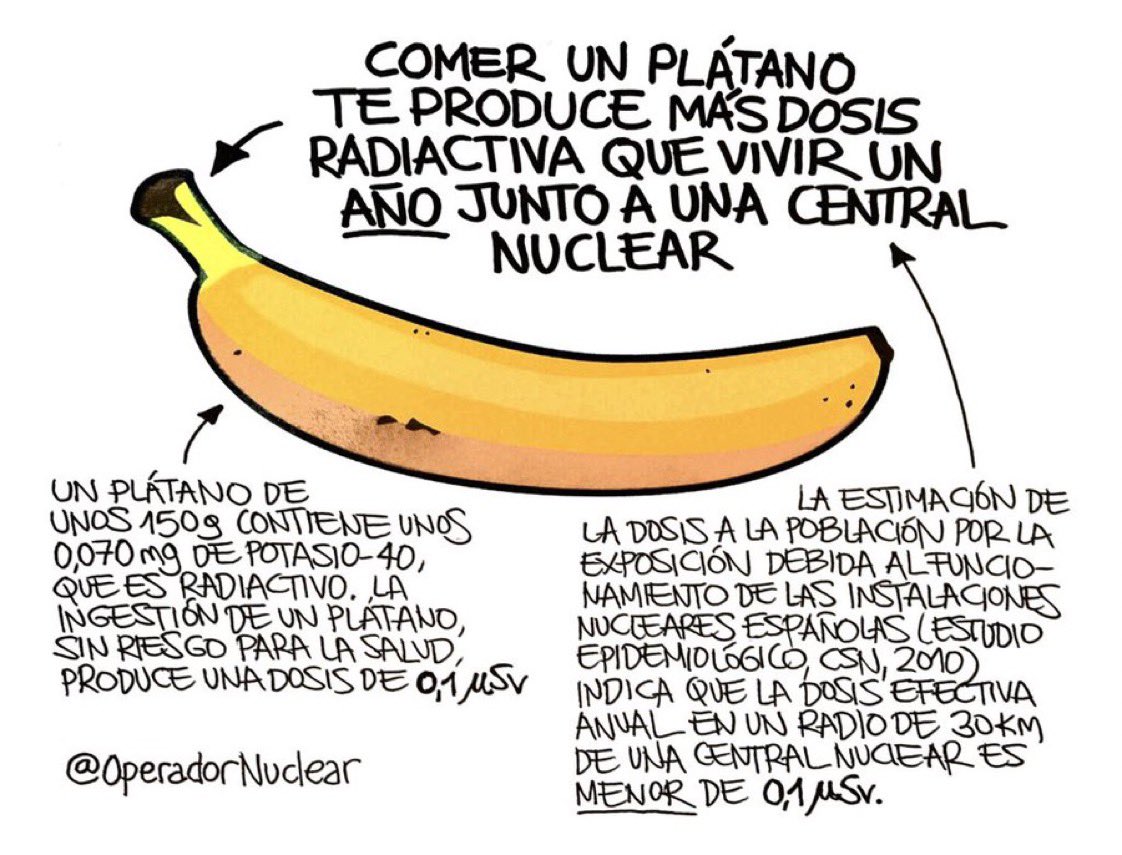 COMER UN PLÁTANO
TE PRODUCE MÁS DOSIS
RADIACTIVA QUE VIVIR UN
AÑO JUNTO A UNA CENTRAL
NUCLEAR
UN PLÁTANO DE
UNOS 150g CONTIENE UNOS
0,070 mg DE POTASIO-40,
QUE ES RADIACTIVO. LA
INGESTIÓN DE UN PLÁTANO,
SIN RIESGO PARA LA SALUD,
PRODUCE UNA DOSIS DE 0,1 μSv
@OperadorNuclear
LA ESTIMACIÓN DE
LA DOSIS A LA POBLACIÓN POR LA
EXPOSICIÓN DEBIDA AL FUNCIO-
NAMIENTO DE LAS INSTALACIONES
NUCLEARES ESPAÑOLAS (ESTUDIO
EPIDEMIOLÓGICO, CSN, 2010)
INDICA QUE LA DOSIS EFECTIVA
ANUAL EN UN RADIO DE 30 KM
DE UNA CENTRAL NUCLEAR ES
MENOR DE 0,1 μSv.